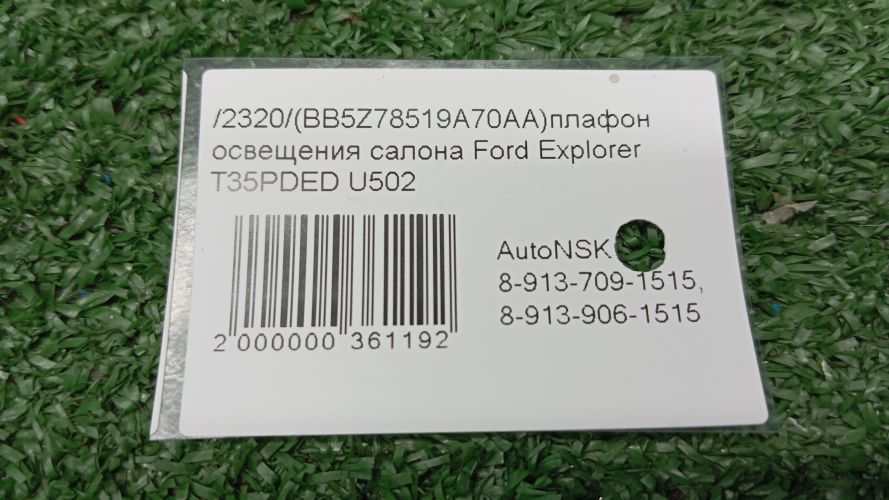 /2320/(BB5Z78519A70AA)плафон
освещения салона Ford Explorer
T35PDED U502
AutoNSK
8-913-709-1515,
8-913-906-1515
2 000000 361192